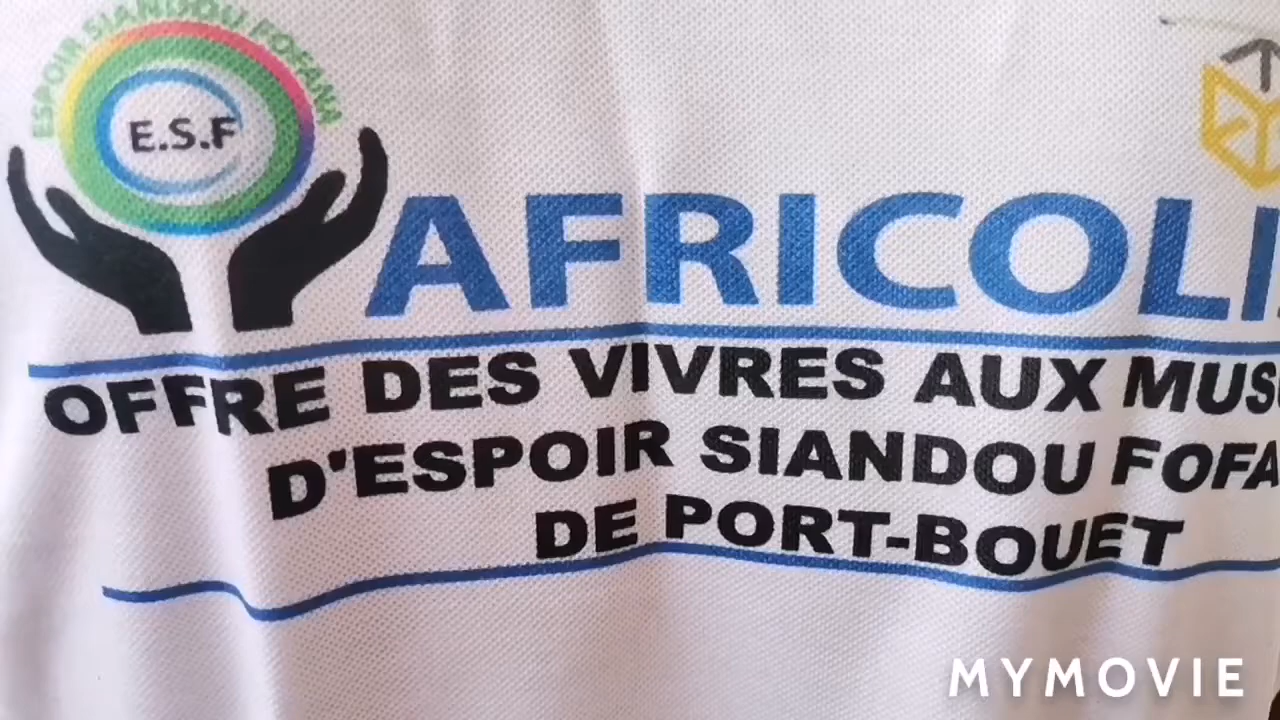 ESPOIR SIANDOU FOFANA
E.S.F
AFRICOLI
OFFRE DES VIVRES AUX MUS
D'ESPOIR SIANDOU FOFA
DE PORT-BOUET
MYMOVIE